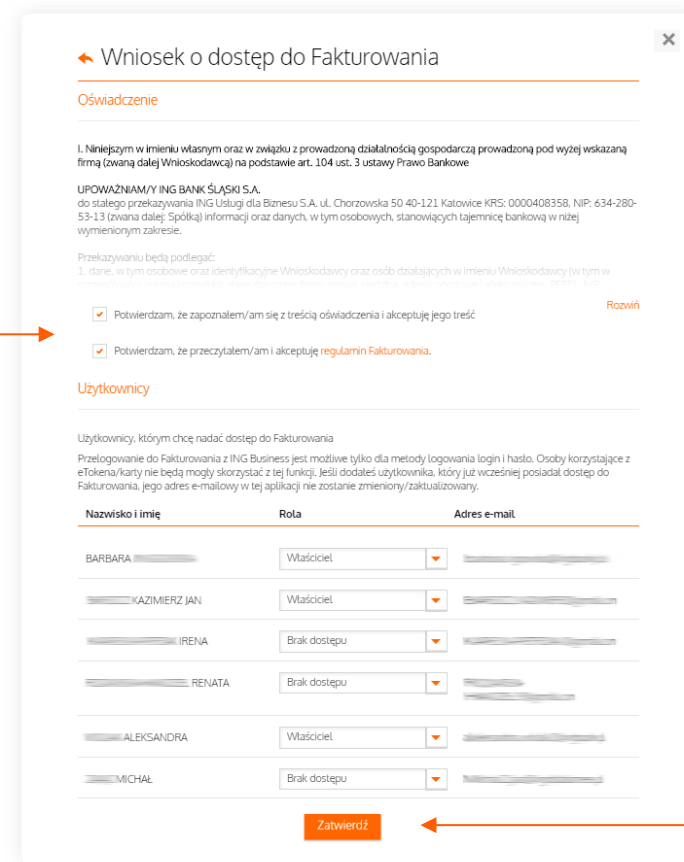 Wniosek o dostęp do Fakturowania
Oświadczenie
I. Niniejszym w imieniu własnym oraz w związku z prowadzoną działalnością gospodarczą prowadzoną pod wyżej wskazaną
firmą (zwaną dalej Wnioskodawcą) na podstawie art. 104 ust. 3 ustawy Prawo Bankowe
UPOWAŻNIAM/Y ING BANK ŚLĄSKI S.A.
do stałego przekazywania ING Usługi dla Biznesu S.A. ul. Chorzowska 50 40-121 Katowice KRS: 0000408358, NIP: 634-280-
53-13 (zwana dalej: Spółką) informacji oraz danych, w tym osobowych, stanowiących tajemnicę bankową w niżej
wymienionym zakresie.
Przekazywaniu będą podlegać:
1. dane, w tym osobowe oraz identyfikacyjne Wnioskodawcy oraz osób działających w imieniu Wnioskodawcy (w tym w
Rozwiń
Potwierdzam, że zapoznałem/am się z treścią oświadczenia i akceptuję jego treść
Potwierdzam, że przeczytałem/am i akceptuję regulamin Fakturowania.
Użytkownicy
Użytkownicy, którym chcę nadać dostęp do Fakturowania
Przelogowanie do Fakturowania z ING Business jest możliwe tylko dla metody logowania login i hasło. Osoby korzystające z
eTokena/karty nie będą mogły skorzystać z tej funkcji. Jeśli dodałeś użytkownika, który już wcześniej posiadał dostęp do
Fakturowania, jego adres e-mailowy w tej aplikacji nie zostanie zmieniony/zaktualizowany.
Nazwisko i imię Rola Adres e-mail
BARBARA Właściciel
KAZIMIERZ JAN Właściciel
IRENA Brak dostępu
RENATA Brak dostępu
ALEKSANDRA Właściciel
MICHAŁ Brak dostępu
Zatwierdź